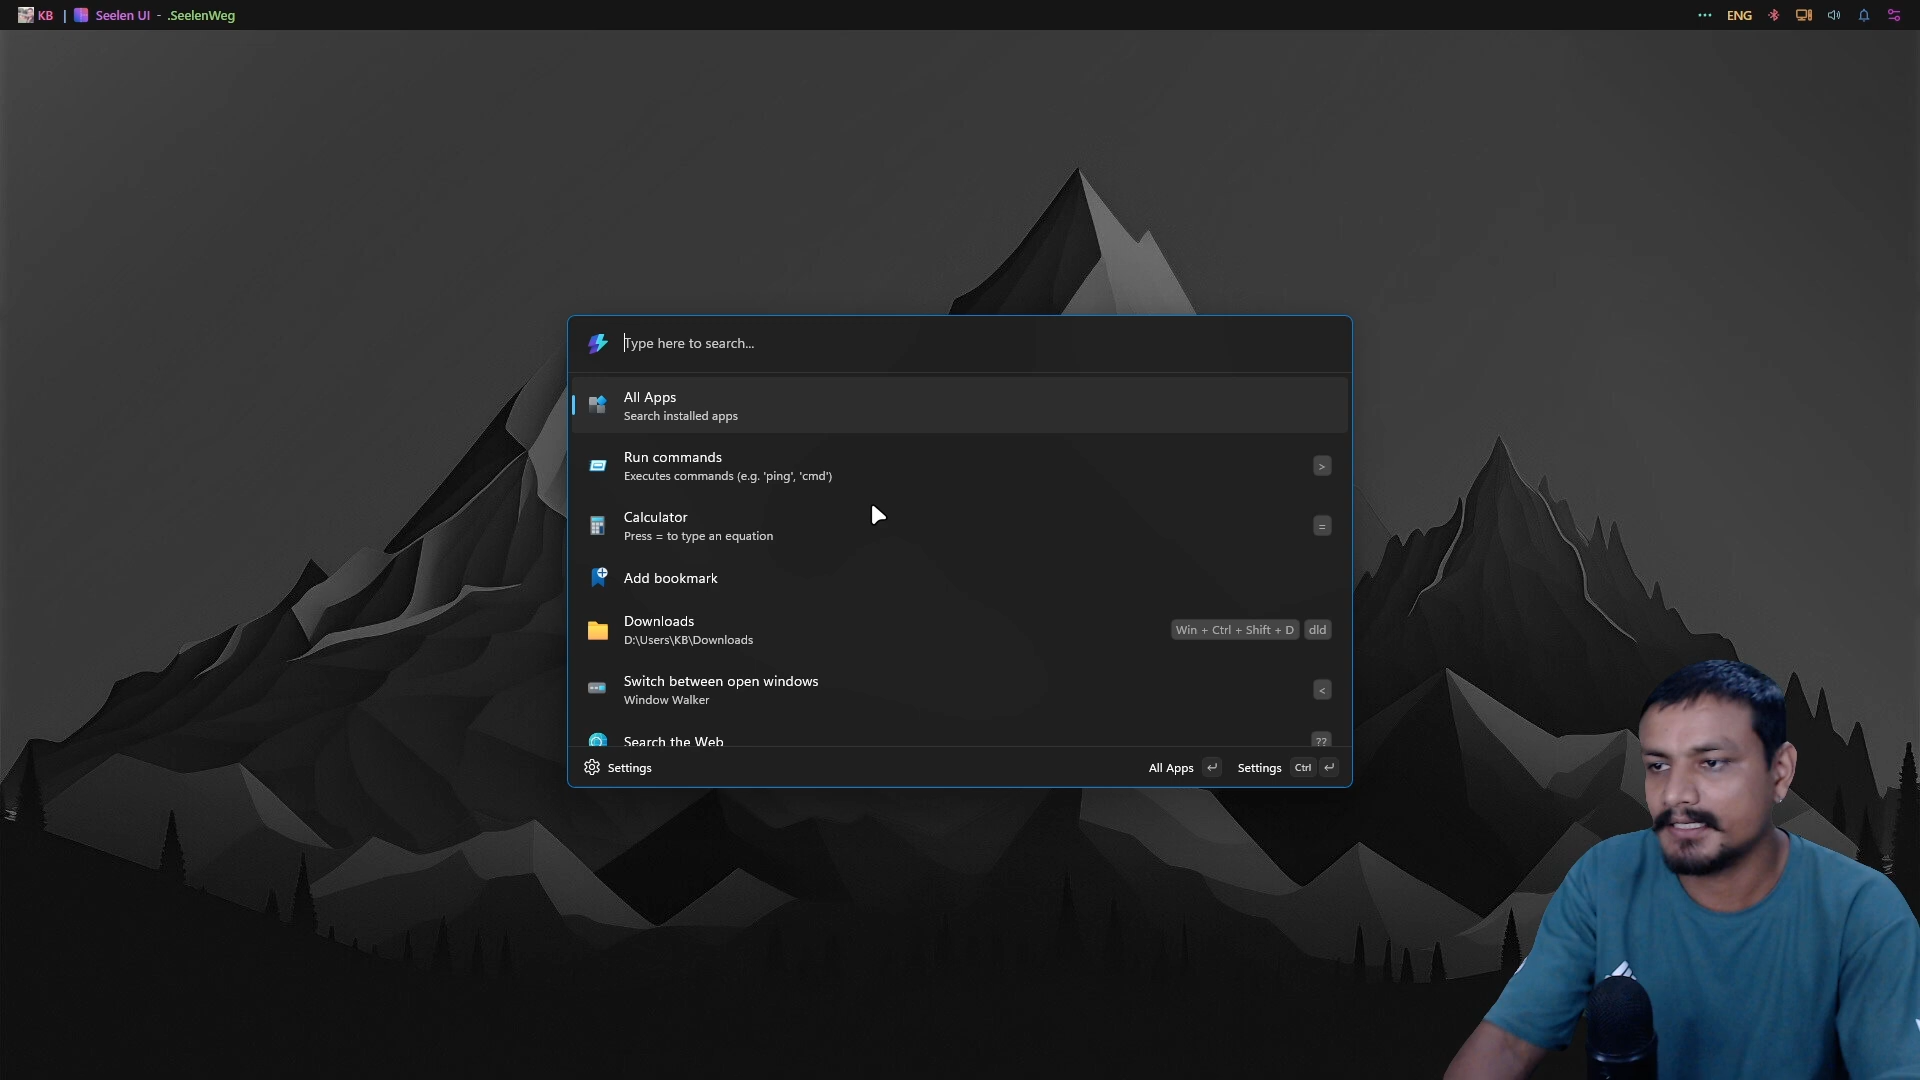 KB | Seelen UI - .SeelenWeg
... ENG
Type here to search...
All Apps
Search installed apps
Run commands
Executes commands (e.g. 'ping', 'cmd')
>
Calculator
Press = to type an equation
=
Add bookmark
Downloads
D:\Users\KB\Downloads
Win + Ctrl + Shift + D dld
Switch between open windows
Window Walker
<
Search the Web
??
Settings
All Apps
Settings Ctrl